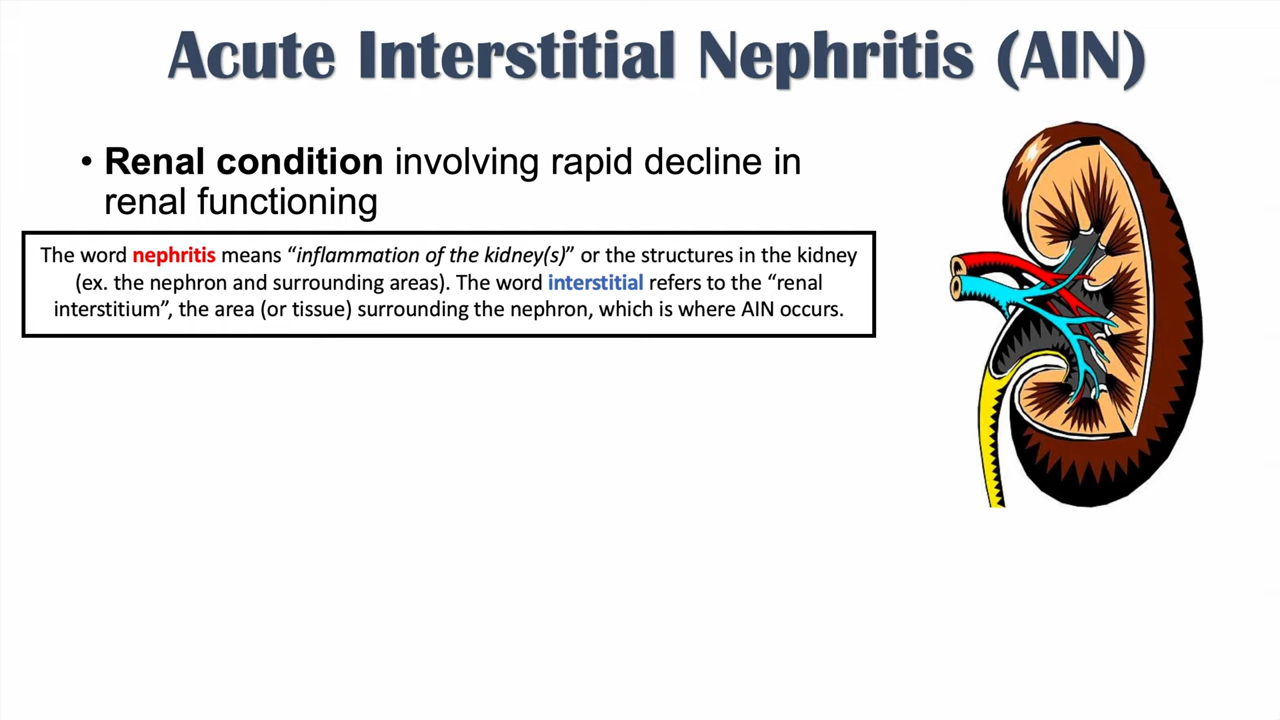 Acute Interstitial Nephritis (AIN)
• Renal condition involving rapid decline in
renal functioning
The word nephritis means “inflammation of the kidney(s)” or the structures in the kidney
(ex. the nephron and surrounding areas). The word interstitial refers to the “renal
interstitium”, the area (or tissue) surrounding the nephron, which is where AIN occurs.